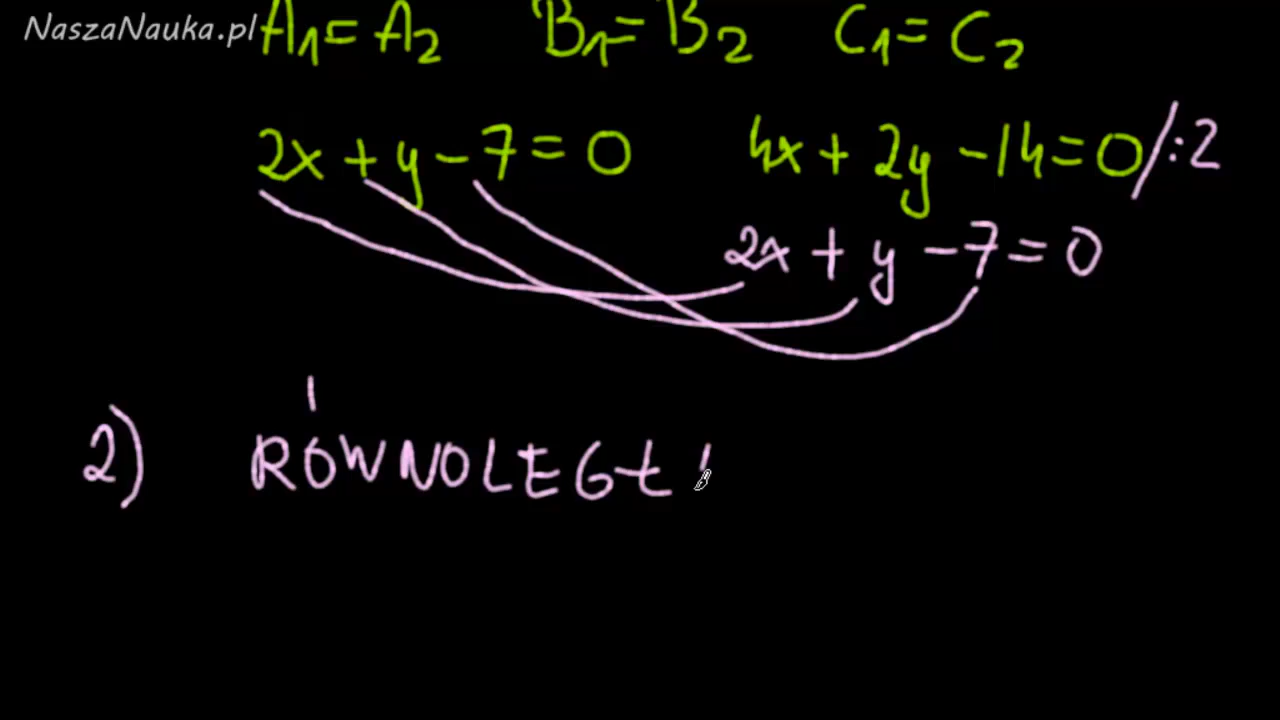 NaszaNauka.pl
A₁ = A₂ B₁ = B₂ C₁ = C₂
2x + y - 7 = 0 4x + 2y - 14 = 0 /:2
2x + y - 7 = 0
2) RÓWNOLEGŁ